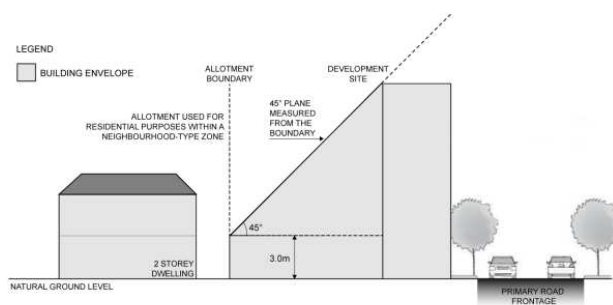 LEGEND
BUILDING ENVELOPE
ALLOTMENT
BOUNDARY
DEVELOPMENT
SITE
ALLOTMENT USED FOR
RESIDENTIAL PURPOSES WITHIN A
NEIGHBOURHOOD-TYPE ZONE
45° PLANE
MEASURED
FROM THE
BOUNDARY
45°
3.0m
2 STOREY
DWELLING
NATURAL GROUND LEVEL
PRIMARY ROAD
FRONTAGE